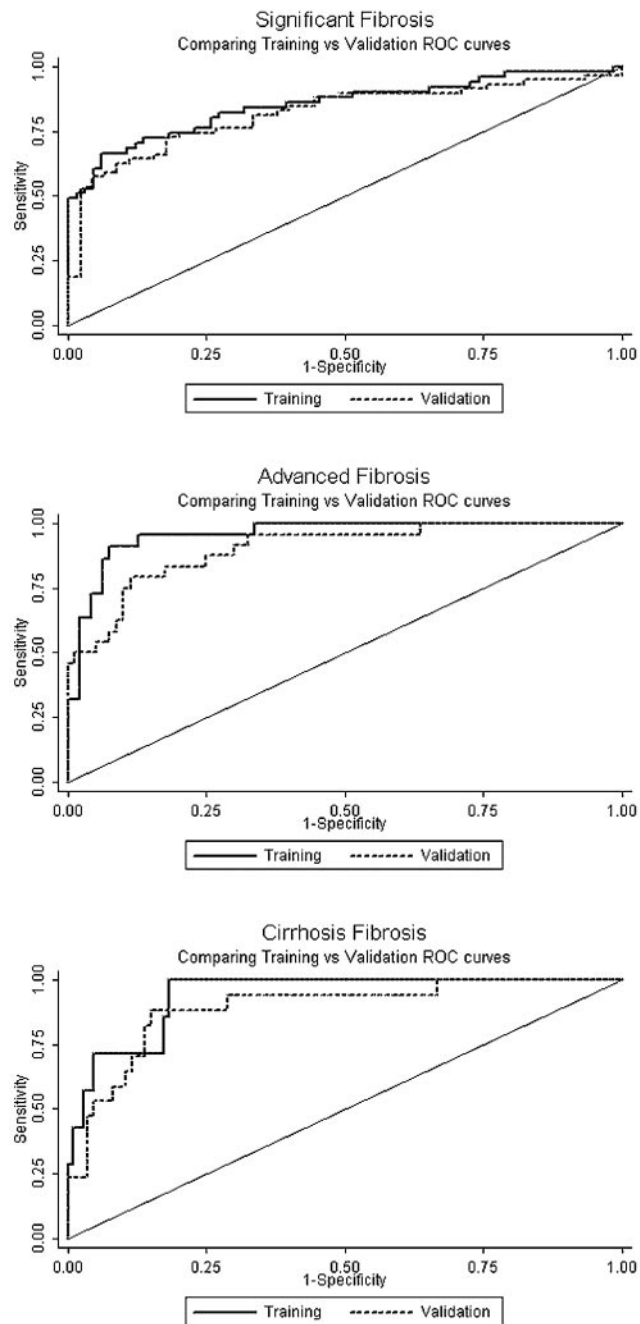 Significant Fibrosis
Comparing Training vs Validation ROC curves
Sensitivity
1.00
0.75
0.50
0.25
0.00
0.00 0.25 0.50 0.75 1.00
1-Specificity
Training Validation
Advanced Fibrosis
Comparing Training vs Validation ROC curves
Sensitivity
1.00
0.75
0.50
0.25
0.00
0.00 0.25 0.50 0.75 1.00
1-Specificity
Training Validation
Cirrhosis Fibrosis
Comparing Training vs Validation ROC curves
Sensitivity
1.00
0.75
0.50
0.25
0.00
0.00 0.25 0.50 0.75 1.00
1-Specificity
Training Validation